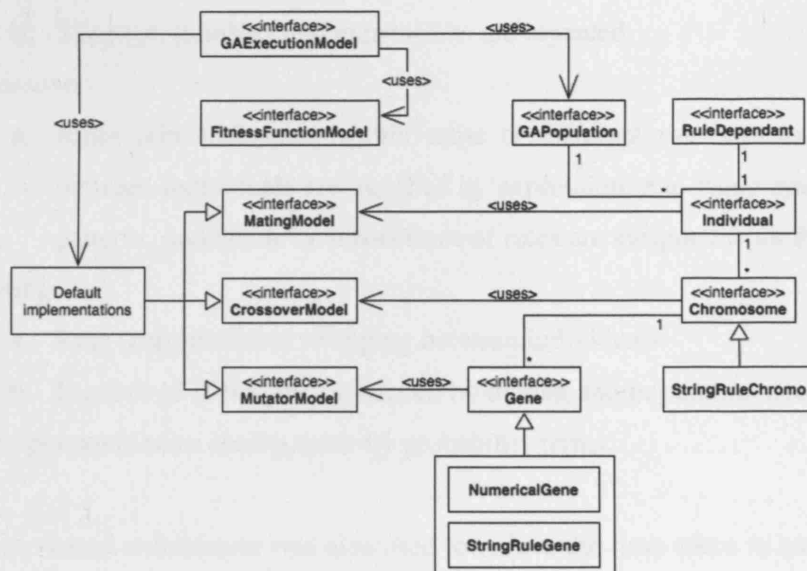 <<interface>>
GAExecutionModel
<uses>
<uses>
<uses>
<<interface>>
FitnessFunctionModel
<<interface>>
GAPopulation
<<interface>>
RuleDependant
1
1
1
<<interface>>
MatingModel
<uses>
<<interface>>
Individual
1
*
Default
implementations
<<interface>>
CrossoverModel
<uses>
<<interface>>
Chromosome
1
*
<<interface>>
MutatorModel
<uses>
<<interface>>
Gene
StringRuleChromo
NumericalGene
StringRuleGene